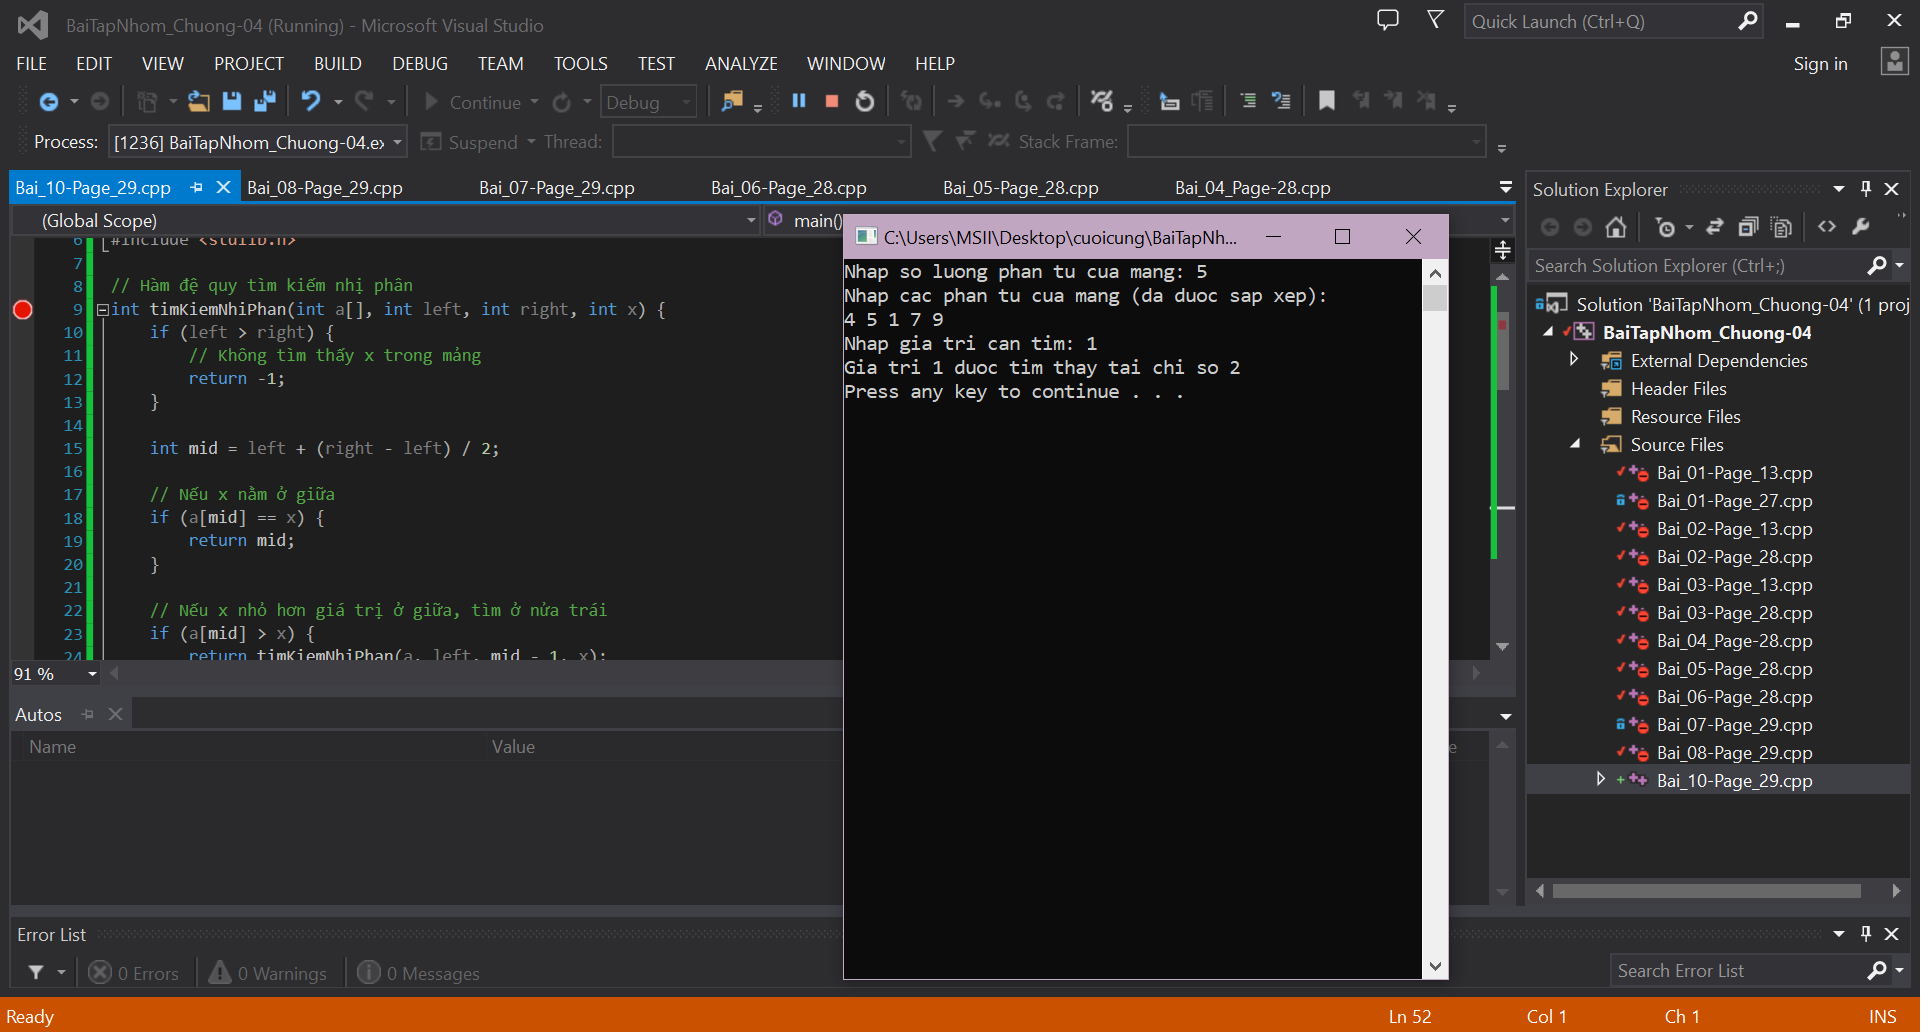 BaiTapNhom_Chuong-04 (Running) - Microsoft Visual Studio
Quick Launch (Ctrl+Q)
FILE EDIT VIEW PROJECT BUILD DEBUG TEAM TOOLS TEST ANALYZE WINDOW HELP
Sign in
Continue
Debug
Process: [1236] BaiTapNhom_Chuong-04.ex
Suspend Thread:
Stack Frame:
Bai_10-Page_29.cpp Bai_08-Page_29.cpp Bai_07-Page_29.cpp Bai_06-Page_28.cpp Bai_05-Page_28.cpp Bai_04_Page-28.cpp
(Global Scope)
main()
6 #include <stdlib.h>
7
8 // Hàm đệ quy tìm kiếm nhị phân
9 int timKiemNhiPhan(int a[], int left, int right, int x) {
10 if (left > right) {
11 // Không tìm thấy x trong mảng
12 return -1;
13 }
14
15 int mid = left + (right - left) / 2;
16
17 // Nếu x nằm ở giữa
18 if (a[mid] == x) {
19 return mid;
20 }
21
22 // Nếu x nhỏ hơn giá trị ở giữa, tìm ở nửa trái
23 if (a[mid] > x) {
24 return timKiemNhiPhan(a, left, mid - 1, x);
91 %
C:\Users\MSII\Desktop\cuoicung\BaiTapNh...
Nhap so luong phan tu cua mang: 5
Nhap cac phan tu cua mang (da duoc sap xep):
4 5 1 7 9
Nhap gia tri can tim: 1
Gia tri 1 duoc tim thay tai chi so 2
Press any key to continue . . .
Autos
Name Value
Error List
0 Errors 0 Warnings 0 Messages
Search Error List
Solution Explorer
Search Solution Explorer (Ctrl+;)
Solution 'BaiTapNhom_Chuong-04' (1 proj
BaiTapNhom_Chuong-04
External Dependencies
Header Files
Resource Files
Source Files
Bai_01-Page_13.cpp
Bai_01-Page_27.cpp
Bai_02-Page_13.cpp
Bai_02-Page_28.cpp
Bai_03-Page_13.cpp
Bai_03-Page_28.cpp
Bai_04_Page-28.cpp
Bai_05-Page_28.cpp
Bai_06-Page_28.cpp
Bai_07-Page_29.cpp
Bai_08-Page_29.cpp
Bai_10-Page_29.cpp
Ready
Ln 52 Col 1 Ch 1 INS